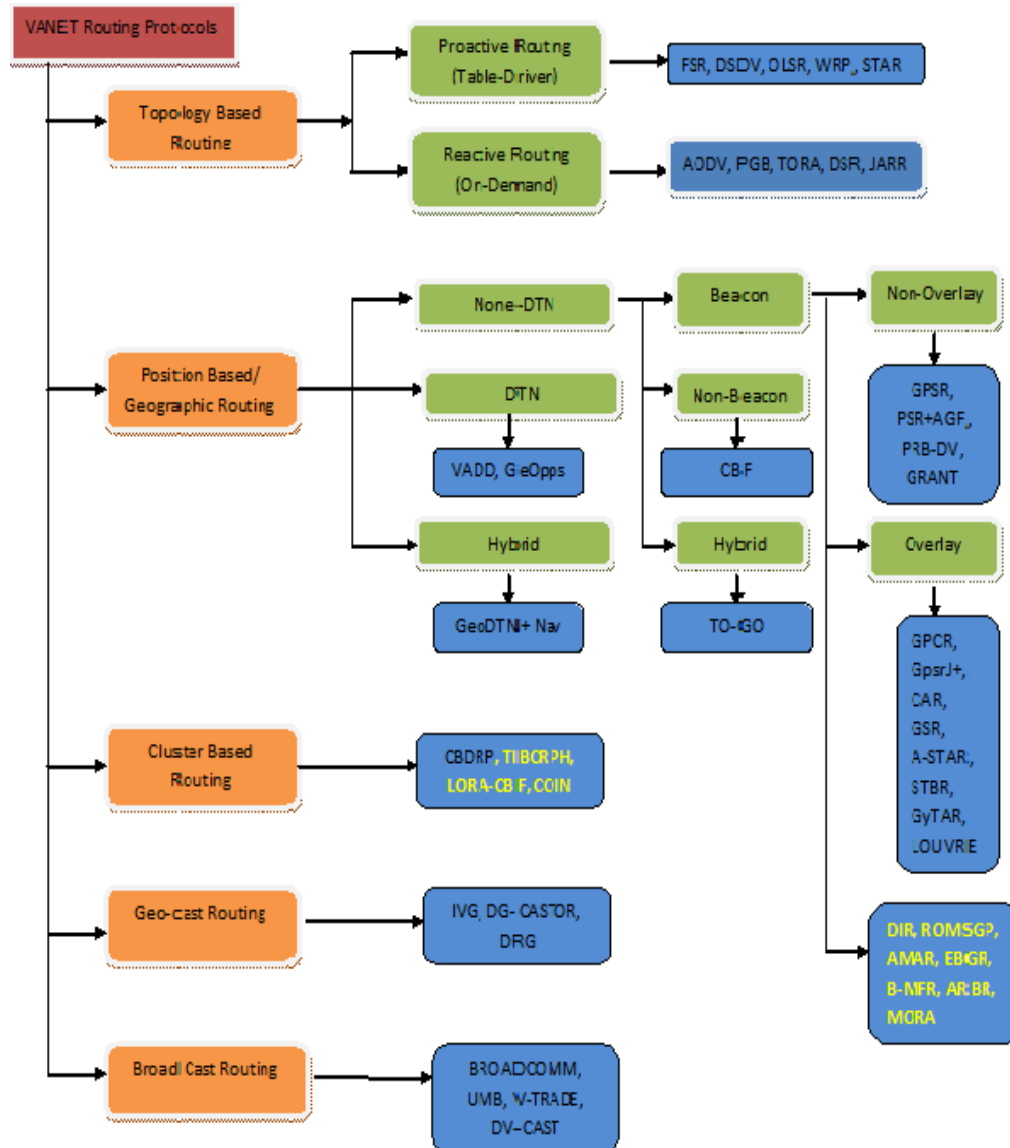 VANET Routing Protocols
Proactive Routing
(Table-Driver)
FSR, DSDV, OLSR, WRP, STAR
Topology Based
Routing
Reactive Routing
(On-Demand)
AODV, PGB, TORA, DSR, JARR
None-DTN
Beacon
Non-Overlay
Position Based/
Geographic Routing
DTN
Non-Beacon
GPSR,
PSR+AGF,
PRB-DV,
GRANT
VADD, GeOpps
CB-F
Hybrid
Hybrid
Overlay
GeoDTN+ Nav
TO-GO
GPCR,
GpsrJ+,
CAR,
GSR,
A-STAR,
STBR,
GyTAR,
LOUVRE
Cluster Based
Routing
CBDRP, TIBCRPH,
LORA-CBF, COIN
Geo-cast Routing
IVG, DG-CASTOR,
DRG
DIR, ROMSGP,
AMAR, EBGR,
B-MFR, ARBR,
MORA
Broad Cast Routing
BROADCOMM,
UMB, V-TRADE,
DV-CAST